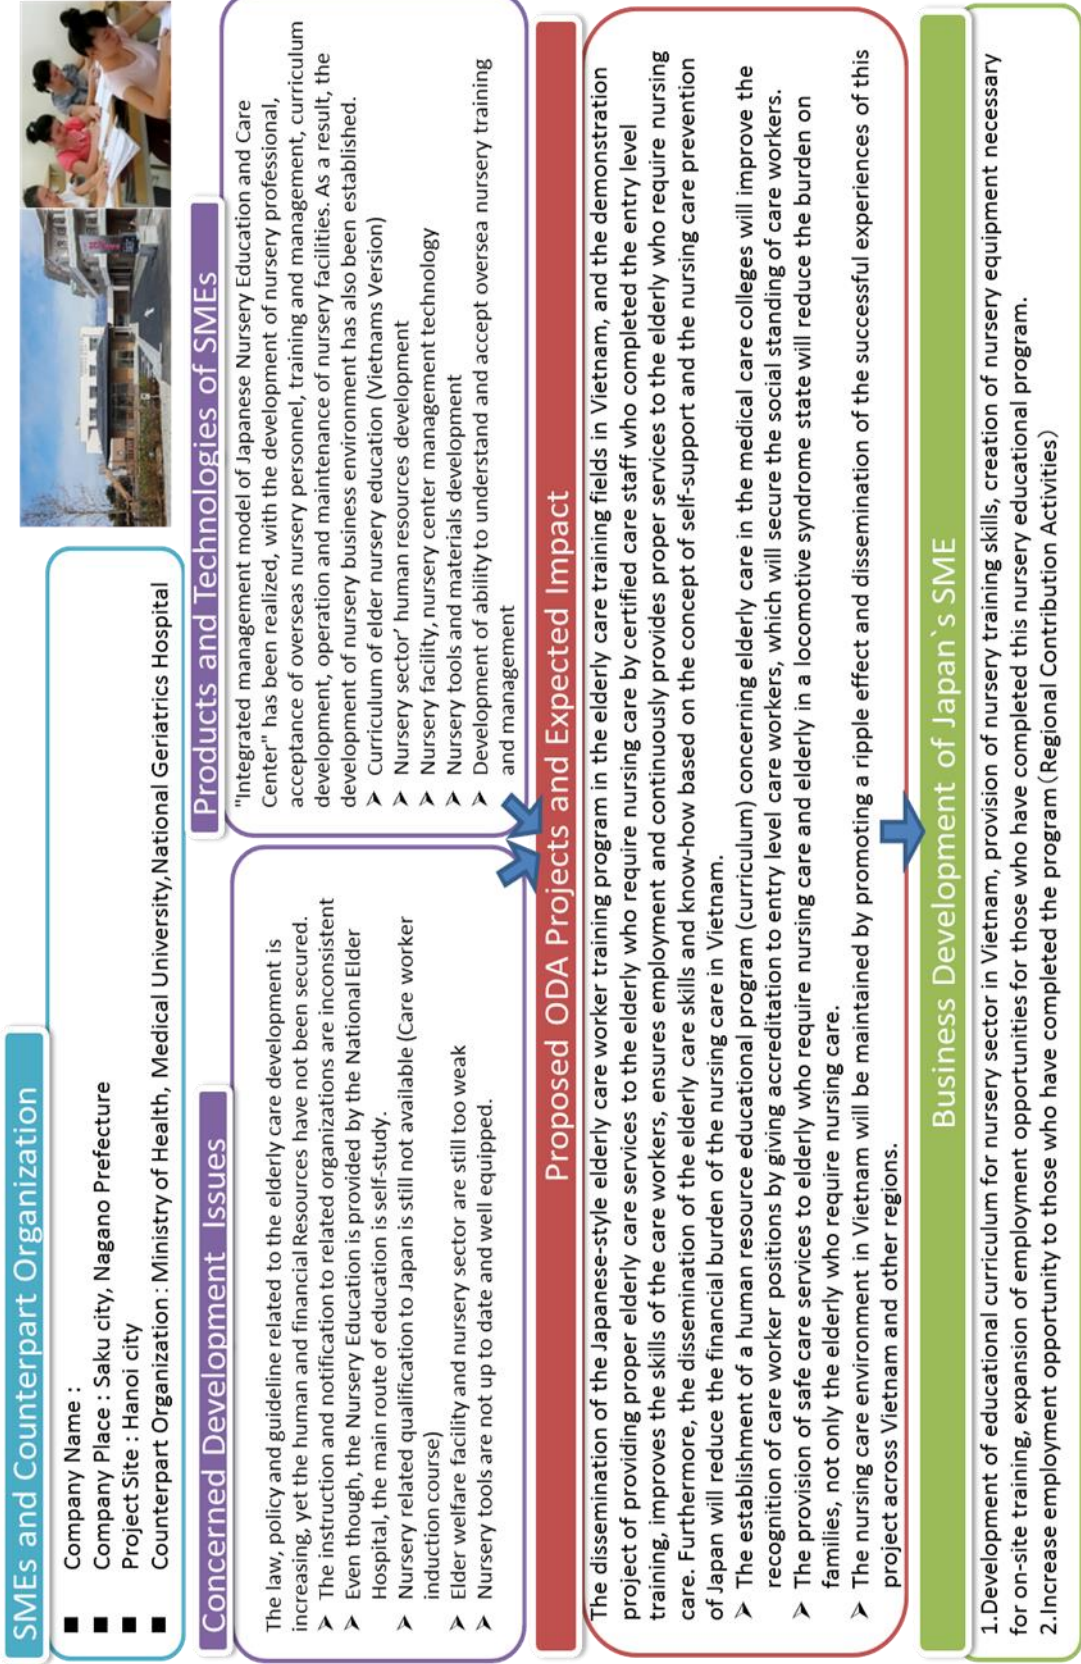 SMEs and Counterpart Organization
■ Company Name :
■ Company Place : Saku city, Nagano Prefecture
■ Project Site : Hanoi city
■ Counterpart Organization : Ministry of Health, Medical University,National Geriatrics Hospital
Concerned Development Issues
The law, policy and guideline related to the elderly care development is
increasing, yet the human and financial Resources have not been secured.
➤ The instruction and notification to related organizations are inconsistent
➤ Even though, the Nursery Education is provided by the National Elder
Hospital, the main route of education is self-study.
➤ Nursery related qualification to Japan is still not available (Care worker
induction course)
➤ Elder welfare facility and nursery sector are still too weak
➤ Nursery tools are not up to date and well equipped.
Products and Technologies of SMEs
"Integrated management model of Japanese Nursery Education and Care
Center" has been realized, with the development of nursery professional,
acceptance of overseas nursery personnel, training and management, curriculum
development, operation and maintenance of nursery facilities. As a result, the
development of nursery business environment has also been established.
➤ Curriculum of elder nursery education (Vietnams Version)
➤ Nursery sector' human resources development
➤ Nursery facility, nursery center management technology
➤ Nursery tools and materials development
➤ Development of ability to understand and accept oversea nursery training
and management
Proposed ODA Projects and Expected Impact
The dissemination of the Japanese-style elderly care worker training program in the elderly care training fields in Vietnam, and the demonstration
project of providing proper elderly care services to the elderly who require nursing care by certified care staff who completed the entry level
training, improves the skills of the care workers, ensures employment and continuously provides proper services to the elderly who require nursing
care. Furthermore, the dissemination of the elderly care skills and know-how based on the concept of self-support and the nursing care prevention
of Japan will reduce the financial burden of the nursing care in Vietnam.
➤ The establishment of a human resource educational program (curriculum) concerning elderly care in the medical care colleges will improve the
recognition of care worker positions by giving accreditation to entry level care workers, which will secure the social standing of care workers.
➤ The provision of safe care services to elderly who require nursing care and elderly in a locomotive syndrome state will reduce the burden on
families, not only the elderly who require nursing care.
➤ The nursing care environment in Vietnam will be maintained by promoting a ripple effect and dissemination of the successful experiences of this
project across Vietnam and other regions.
Business Development of Japan`s SME
1.Development of educational curriculum for nursery sector in Vietnam, provision of nursery training skills, creation of nursery equipment necessary
for on-site training, expansion of employment opportunities for those who have completed this nursery educational program.
2.Increase employment opportunity to those who have completed the program（Regional Contribution Activities）